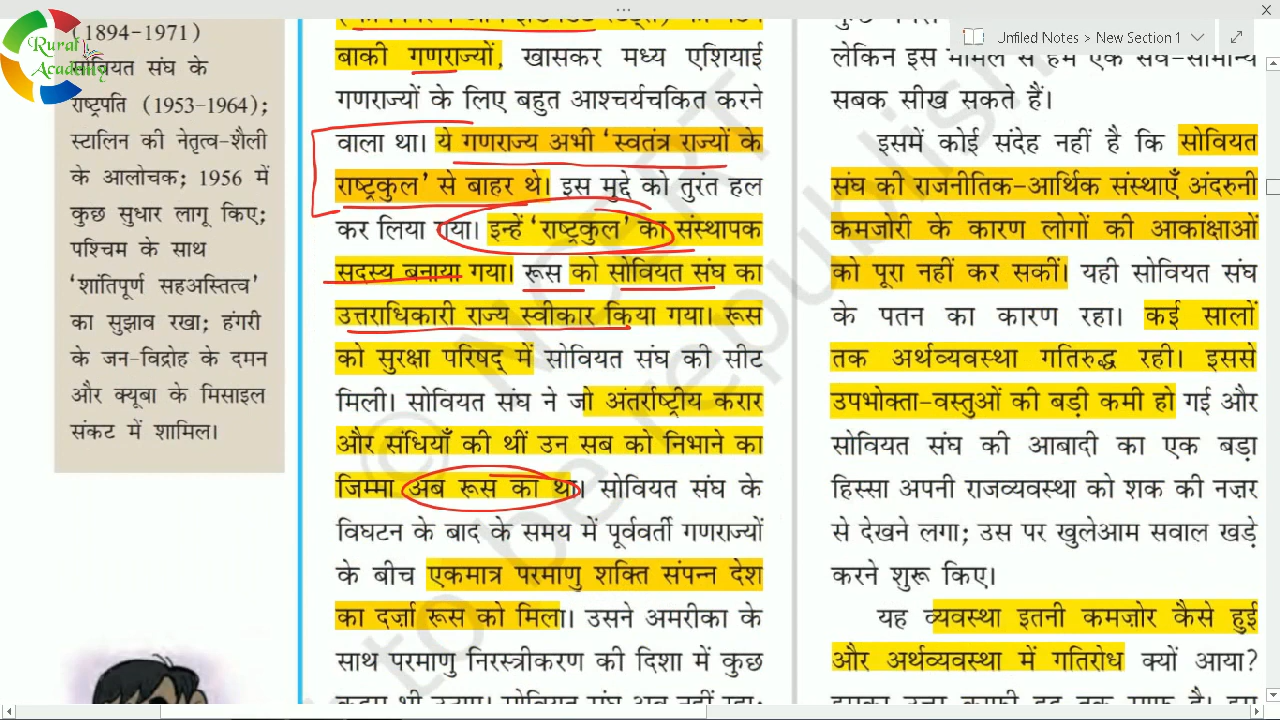 Rural
Academy
Jnfiled Notes > New Section 1
(1894-1971)
सोवियत संघ के
राष्ट्रपति (1953-1964);
स्टालिन की नेतृत्व-शैली
के आलोचक; 1956 में
कुछ सुधार लागू किए;
पश्चिम के साथ
'शांतिपूर्ण सहअस्तित्व'
का सुझाव रखा; हंगरी
के जन-विद्रोह के दमन
और क्यूबा के मिसाइल
संकट में शामिल।
बाकी गणराज्यों, खासकर मध्य एशियाई
गणराज्यों के लिए बहुत आश्चर्यचकित करने
वाला था। ये गणराज्य अभी 'स्वतंत्र राज्यों के
राष्ट्रकुल' से बाहर थे। इस मुद्दे को तुरंत हल
कर लिया गया। इन्हें 'राष्ट्रकुल' का संस्थापक
सदस्य बनाया गया। रूस को सोवियत संघ का
उत्तराधिकारी राज्य स्वीकार किया गया। रूस
को सुरक्षा परिषद् में सोवियत संघ की सीट
मिली। सोवियत संघ ने जो अंतर्राष्ट्रीय करार
और संधियाँ की थीं उन सब को निभाने का
जिम्मा अब रूस का था। सोवियत संघ के
विघटन के बाद के समय में पूर्ववर्ती गणराज्यों
के बीच एकमात्र परमाणु शक्ति संपन्न देश
का दर्ज़ा रूस को मिला। उसने अमरीका के
साथ परमाणु निरस्त्रीकरण की दिशा में कुछ
लेकिन इस मामले से हम एक सर्व-सामान्य
सबक सीख सकते हैं।
इसमें कोई संदेह नहीं है कि सोवियत
संघ की राजनीतिक-आर्थिक संस्थाएँ अंदरुनी
कमजोरी के कारण लोगों की आकांक्षाओं
को पूरा नहीं कर सकीं। यही सोवियत संघ
के पतन का कारण रहा। कई सालों
तक अर्थव्यवस्था गतिरुद्ध रही। इससे
उपभोक्ता-वस्तुओं की बड़ी कमी हो गई और
सोवियत संघ की आबादी का एक बड़ा
हिस्सा अपनी राजव्यवस्था को शक की नज़र
से देखने लगा; उस पर खुलेआम सवाल खड़े
करने शुरू किए।
यह व्यवस्था इतनी कमजोर कैसे हुई
और अर्थव्यवस्था में गतिरोध क्यों आया?
© NCERT
to be republish